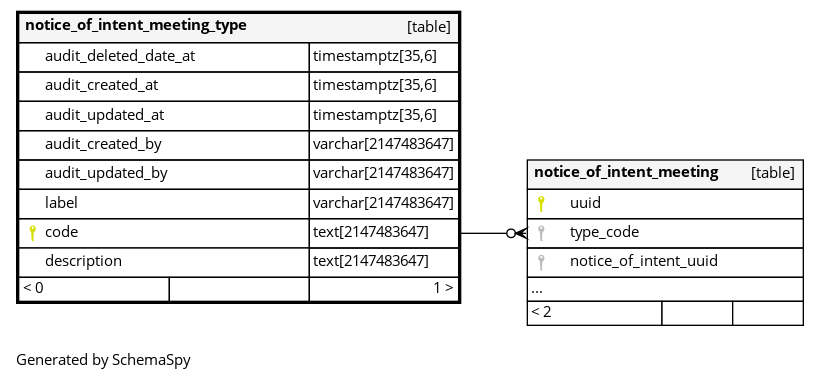 notice_of_intent_meeting_type [table]
audit_deleted_date_at timestamptz[35,6]
audit_created_at timestamptz[35,6]
audit_updated_at timestamptz[35,6]
audit_created_by varchar[2147483647]
audit_updated_by varchar[2147483647]
label varchar[2147483647]
code text[2147483647]
description text[2147483647]
< 0 1 >
notice_of_intent_meeting [table]
uuid
type_code
notice_of_intent_uuid
...
< 2
Generated by SchemaSpy